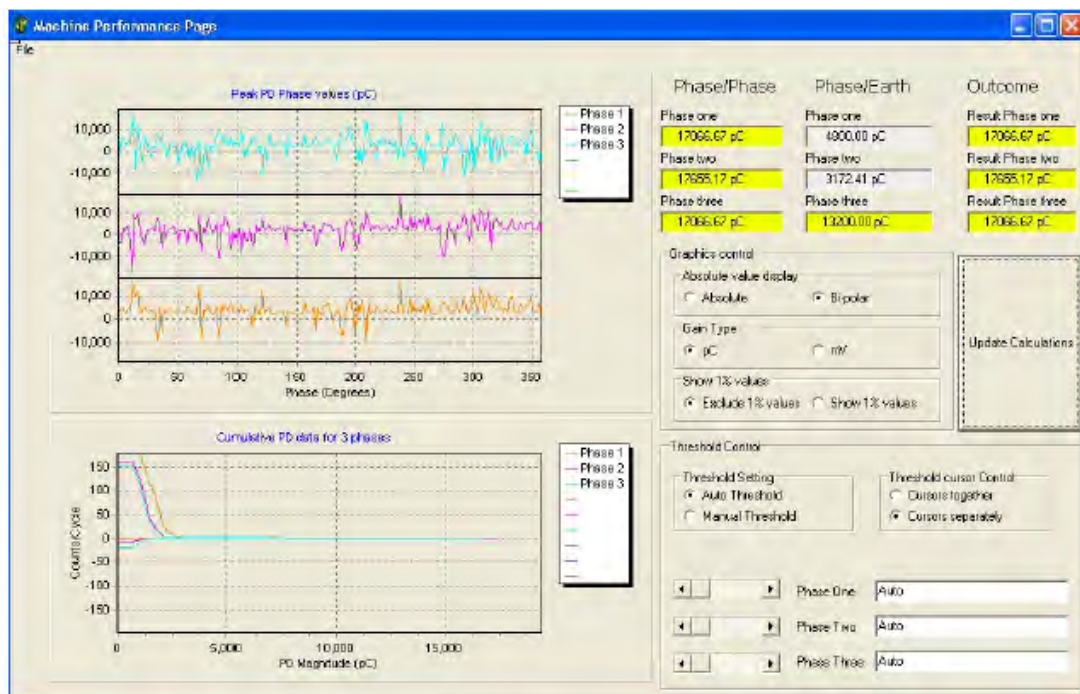 Machine Performance Page
File
Peak PD Phase values (pC)
Phase 1
Phase 2
Phase 3
10,000
0
-10,000
10,000
0
-10,000
10,000
0
-10,000
0 50 100 150 200 250 300 350
Phase (Degrees)
Cumulative PD data for 3 phases
Phase 1
Phase 2
Phase 3
150
100
50
0
-50
-100
-150
Counts/Cycle
0 5,000 10,000 15,000
PD Magnitude (pC)
Phase/Phase Phase/Earth Outcome
Phase one Phase one Result Phase one
17066.67 pC 4800.00 pC 17066.67 pC
Phase two Phase two Result Phase two
17655.17 pC 3172.41 pC 17655.17 pC
Phase three Phase three Result Phase three
17066.67 pC 13200.00 pC 17066.67 pC
Graphics control
Absolute value display
Absolute Bi-polar
Gain Type
pC mV
Show 1% values
Exclude 1% values Show 1% values
Update Calculations
Threshold Control
Threshold Setting
Auto Threshold
Manual Threshold
Threshold cursor Control
Cursors together
Cursors separately
Phase One Auto
Phase Two Auto
Phase Three Auto